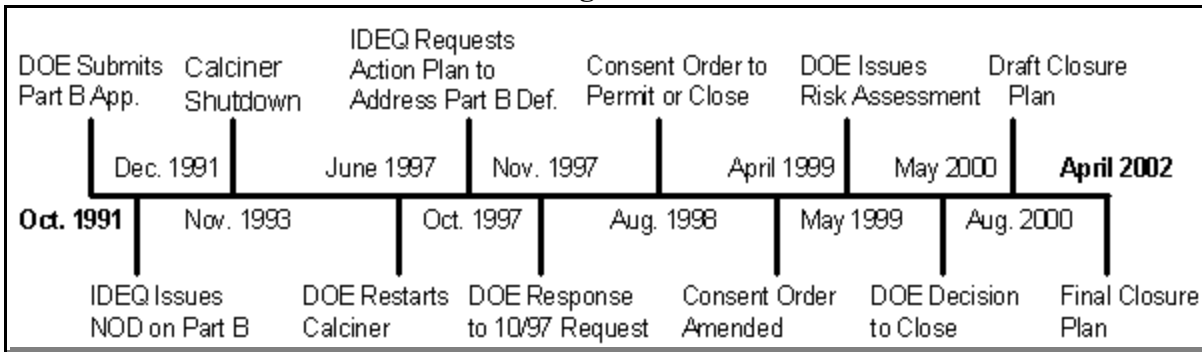 DOE Submits
Part B App.
Calciner
Shutdown
IDEQ Requests
Action Plan to
Address Part B Def.
Consent Order to
Permit or Close
DOE Issues
Risk Assessment
Draft Closure
Plan
Dec. 1991
June 1997
Nov. 1997
April 1999
May 2000
April 2002
Oct. 1991
Nov. 1993
Oct. 1997
Aug. 1998
May 1999
Aug. 2000
IDEQ Issues
NOD on Part B
DOE Restarts
Calciner
DOE Response
to 10/97 Request
Consent Order
Amended
DOE Decision
to Close
Final Closure
Plan